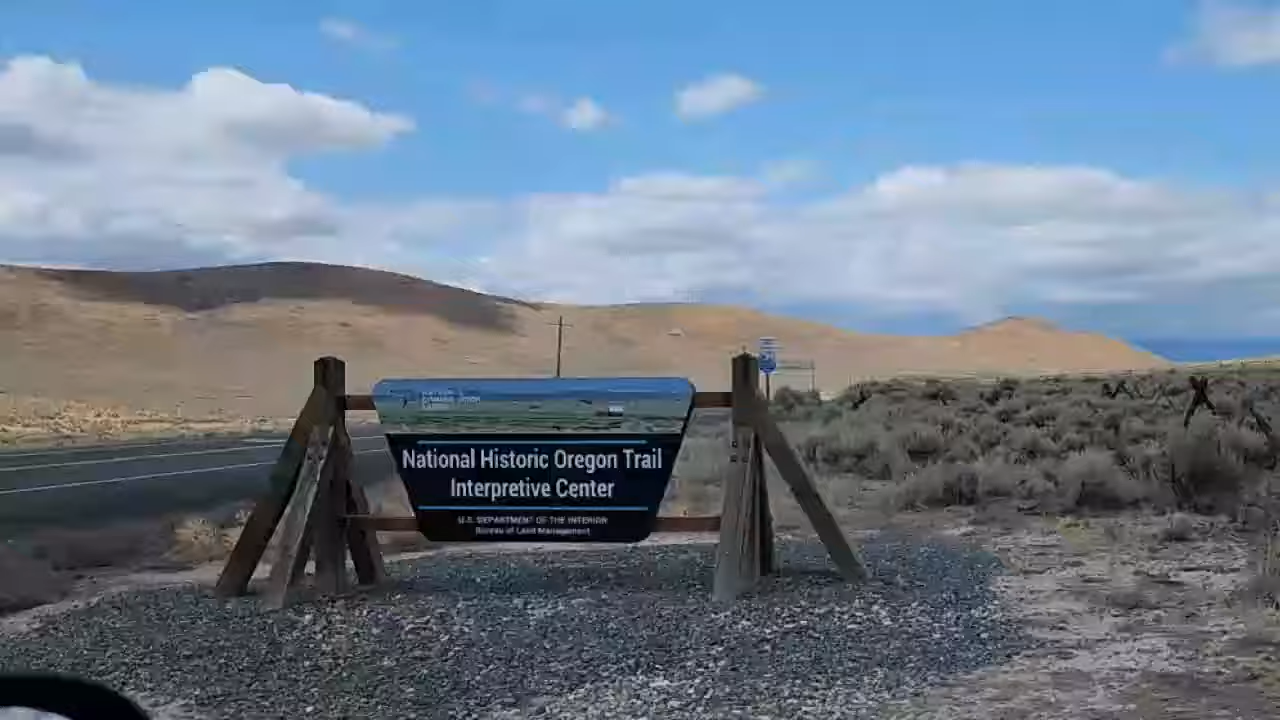 National Historic Oregon Trail
Interpretive Center
U.S. DEPARTMENT OF THE INTERIOR
Bureau of Land Management